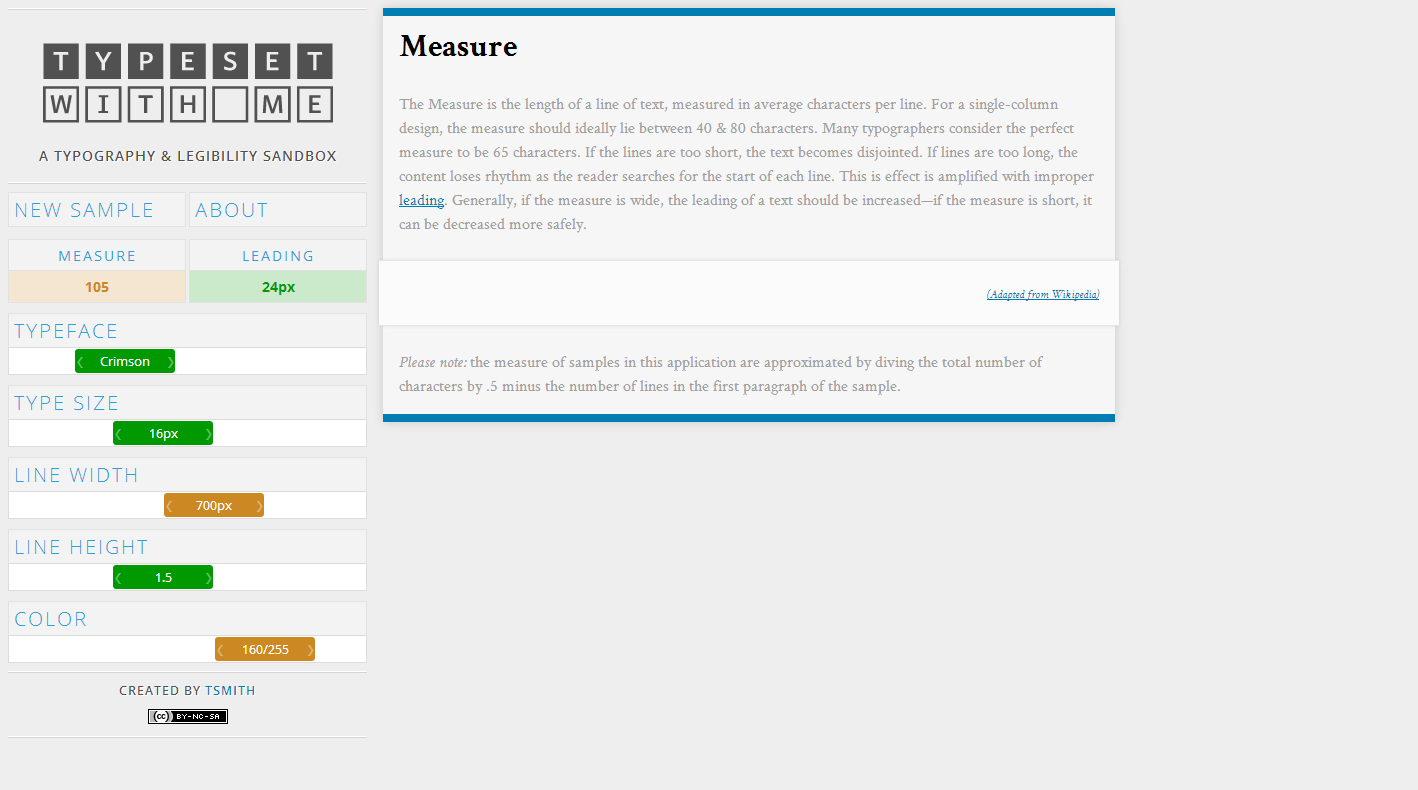 TYPESET
WITH ME
A TYPOGRAPHY & LEGIBILITY SANDBOX
NEW SAMPLE
ABOUT
MEASURE
LEADING
105
24px
TYPEFACE
Crimson
TYPE SIZE
16px
LINE WIDTH
700px
LINE HEIGHT
1.5
COLOR
160/255
CREATED BY TSMITH
cc BY-NC-SA
Measure
The Measure is the length of a line of text, measured in average characters per line. For a single-column
design, the measure should ideally lie between 40 & 80 characters. Many typographers consider the perfect
measure to be 65 characters. If the lines are too short, the text becomes disjointed. If lines are too long, the
content loses rhythm as the reader searches for the start of each line. This is effect is amplified with improper
leading. Generally, if the measure is wide, the leading of a text should be increased—if the measure is short, it
can be decreased more safely.
(Adapted from Wikipedia)
Please note: the measure of samples in this application are approximated by diving the total number of
characters by .5 minus the number of lines in the first paragraph of the sample.